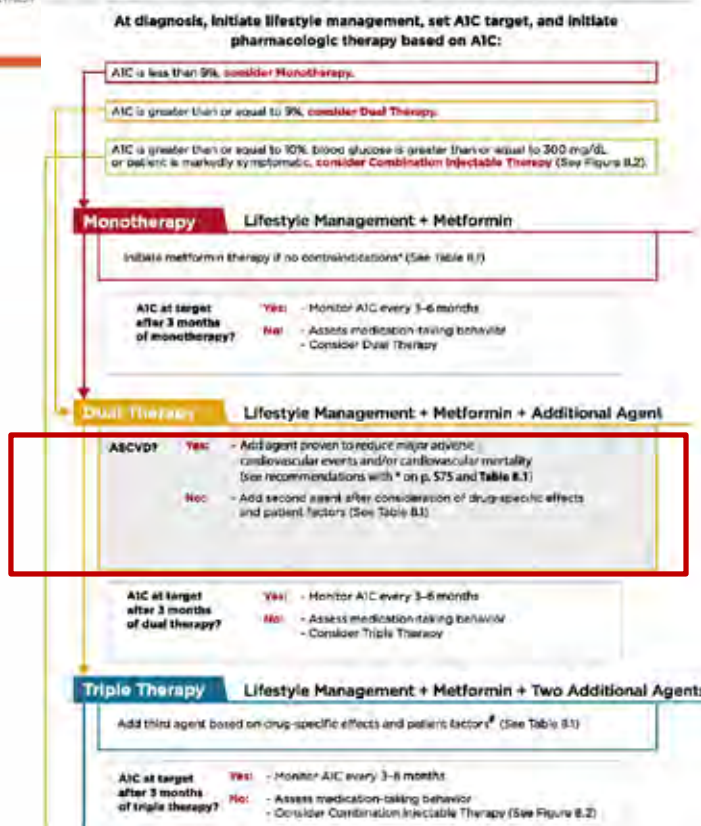 At diagnosis, initiate lifestyle management, set A1C target, and initiate
pharmacologic therapy based on A1C:
A1C is less than 9%, consider Monotherapy.
A1C is greater than or equal to 9%, consider Dual Therapy.
A1C is greater than or equal to 10%, blood glucose is greater than or equal to 300 mg/dL,
or patient is markedly symptomatic, consider Combination Injectable Therapy (See Figure 8.2).
Monotherapy Lifestyle Management + Metformin
Initiate metformin therapy if no contraindications* (See Table 8.1)
A1C at target
after 3 months
of monotherapy?
Yes: - Monitor A1C every 3–6 months
No: - Assess medication-taking behavior
- Consider Dual Therapy
Dual Therapy Lifestyle Management + Metformin + Additional Agent
ASCVD? Yes: - Add agent proven to reduce major adverse
cardiovascular events and/or cardiovascular mortality
(see recommendations with * on p. S75 and Table 8.1)
No: - Add second agent after consideration of drug-specific effects
and patient factors (See Table 8.1)
A1C at target
after 3 months
of dual therapy?
Yes: - Monitor A1C every 3–6 months
No: - Assess medication-taking behavior
- Consider Triple Therapy
Triple Therapy Lifestyle Management + Metformin + Two Additional Agents
Add third agent based on drug-specific effects and patient factors# (See Table 8.1)
A1C at target
after 3 months
of triple therapy?
Yes: - Monitor A1C every 3–6 months
No: - Assess medication-taking behavior
- Consider Combination Injectable Therapy (See Figure 8.2)